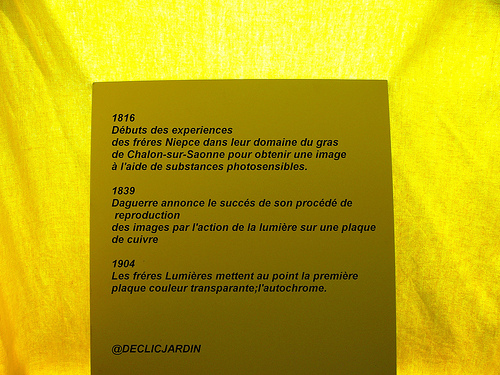 1816
Débuts des experiences
des fréres Niepce dans leur domaine du gras
de Chalon-sur-Saonne pour obtenir une image
à l'aide de substances photosensibles.
1839
Daguerre annonce le succés de son procédé de
reproduction
des images par l'action de la lumière sur une plaque
de cuivre
1904
Les fréres Lumières mettent au point la première
plaque couleur transparante;l'autochrome.
@DECLICJARDIN